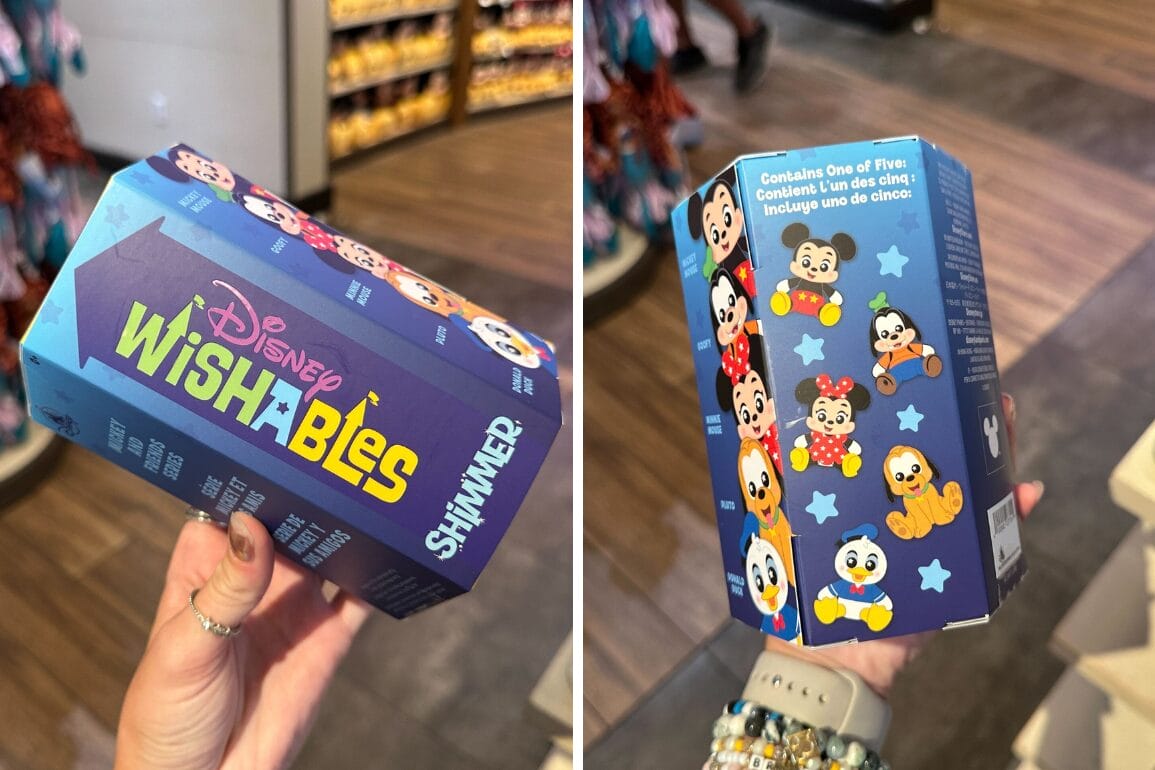 MICKEY
MOUSE
GOOFY
MINNIE
MOUSE
PLUTO
DONALD
DUCK
Disney
WiSHABLes
SHiMMER
MICKEY
AND
FRIENDS
SERIES
SÉRIE
MICKEY ET
SES AMIS
SERIE DE
MICKEY Y
SUS AMIGOS
Contains One of Five:
Contient l'un des cinq :
Incluye uno de cinco:
MICKEY
MOUSE
GOOFY
MINNIE
MOUSE
PLUTO
DONALD
DUCK